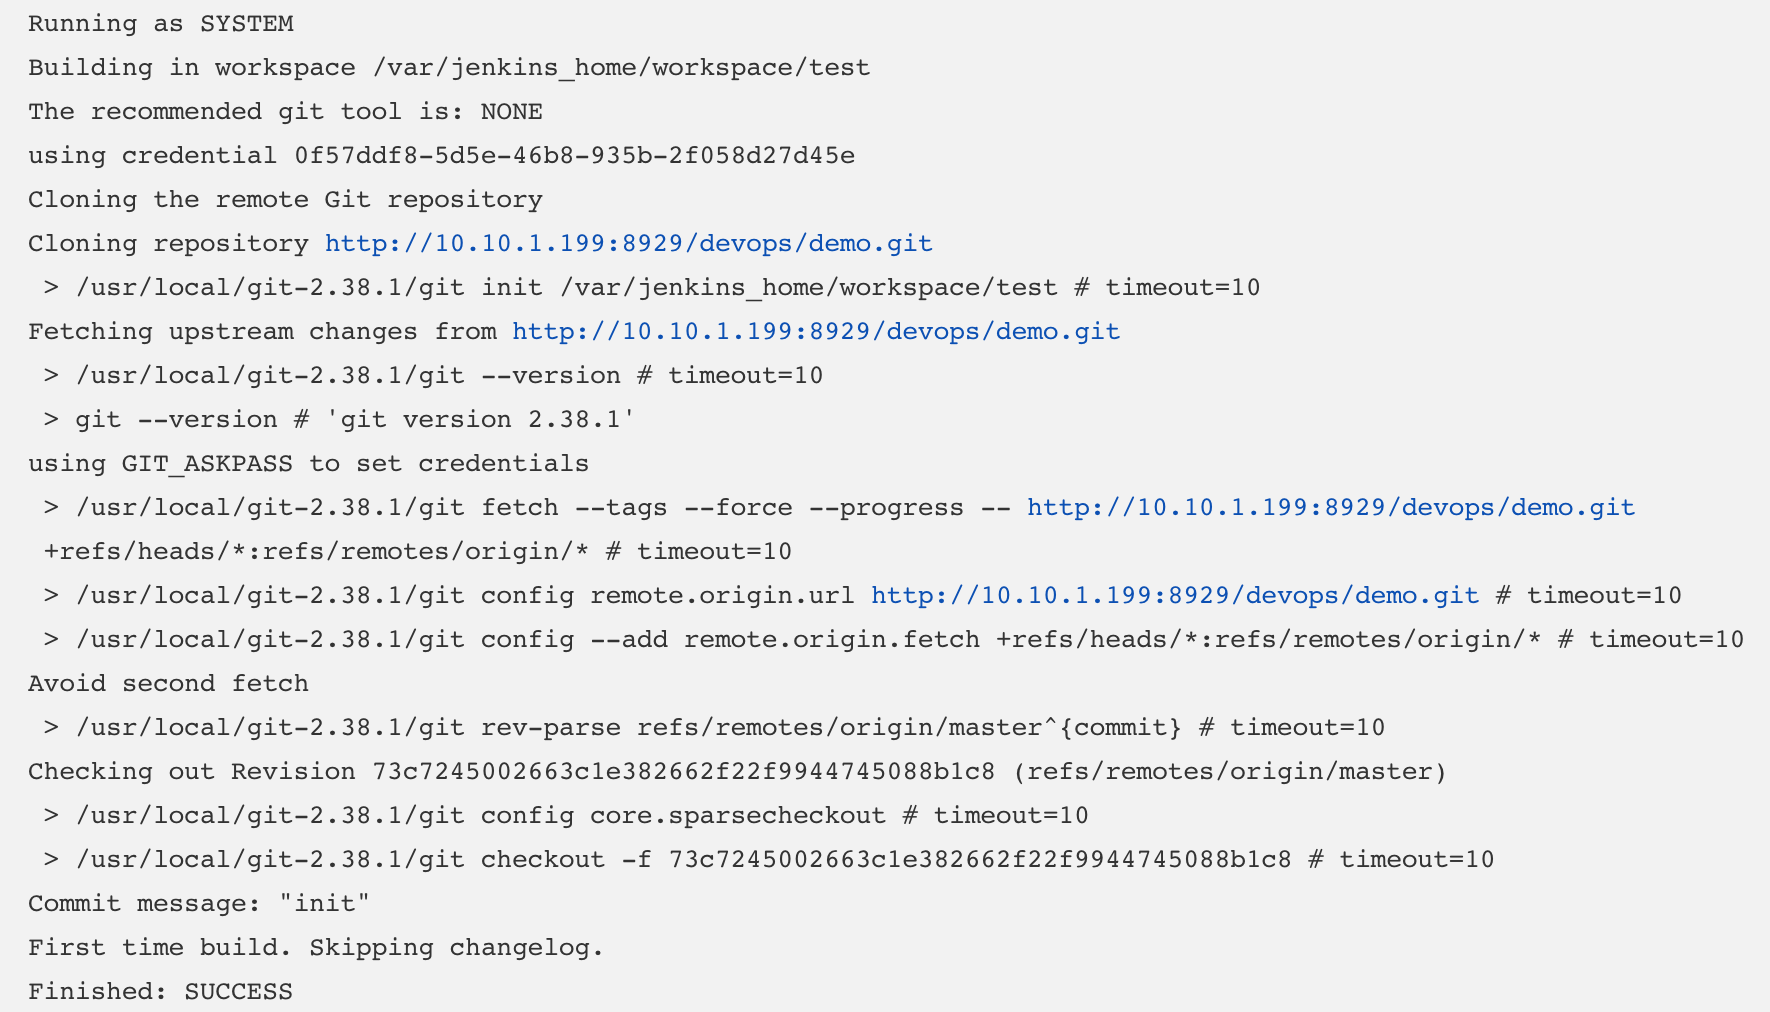 Running as SYSTEM
Building in workspace /var/jenkins_home/workspace/test
The recommended git tool is: NONE
using credential 0f57ddf8-5d5e-46b8-935b-2f058d27d45e
Cloning the remote Git repository
Cloning repository http://10.10.1.199:8929/devops/demo.git
 > /usr/local/git-2.38.1/git init /var/jenkins_home/workspace/test # timeout=10
Fetching upstream changes from http://10.10.1.199:8929/devops/demo.git
 > /usr/local/git-2.38.1/git --version # timeout=10
 > git --version # 'git version 2.38.1'
using GIT_ASKPASS to set credentials
 > /usr/local/git-2.38.1/git fetch --tags --force --progress -- http://10.10.1.199:8929/devops/demo.git
 +refs/heads/*:refs/remotes/origin/* # timeout=10
 > /usr/local/git-2.38.1/git config remote.origin.url http://10.10.1.199:8929/devops/demo.git # timeout=10
 > /usr/local/git-2.38.1/git config --add remote.origin.fetch +refs/heads/*:refs/remotes/origin/* # timeout=10
Avoid second fetch
 > /usr/local/git-2.38.1/git rev-parse refs/remotes/origin/master^{commit} # timeout=10
Checking out Revision 73c7245002663c1e382662f22f9944745088b1c8 (refs/remotes/origin/master)
 > /usr/local/git-2.38.1/git config core.sparsecheckout # timeout=10
 > /usr/local/git-2.38.1/git checkout -f 73c7245002663c1e382662f22f9944745088b1c8 # timeout=10
Commit message: "init"
First time build. Skipping changelog.
Finished: SUCCESS